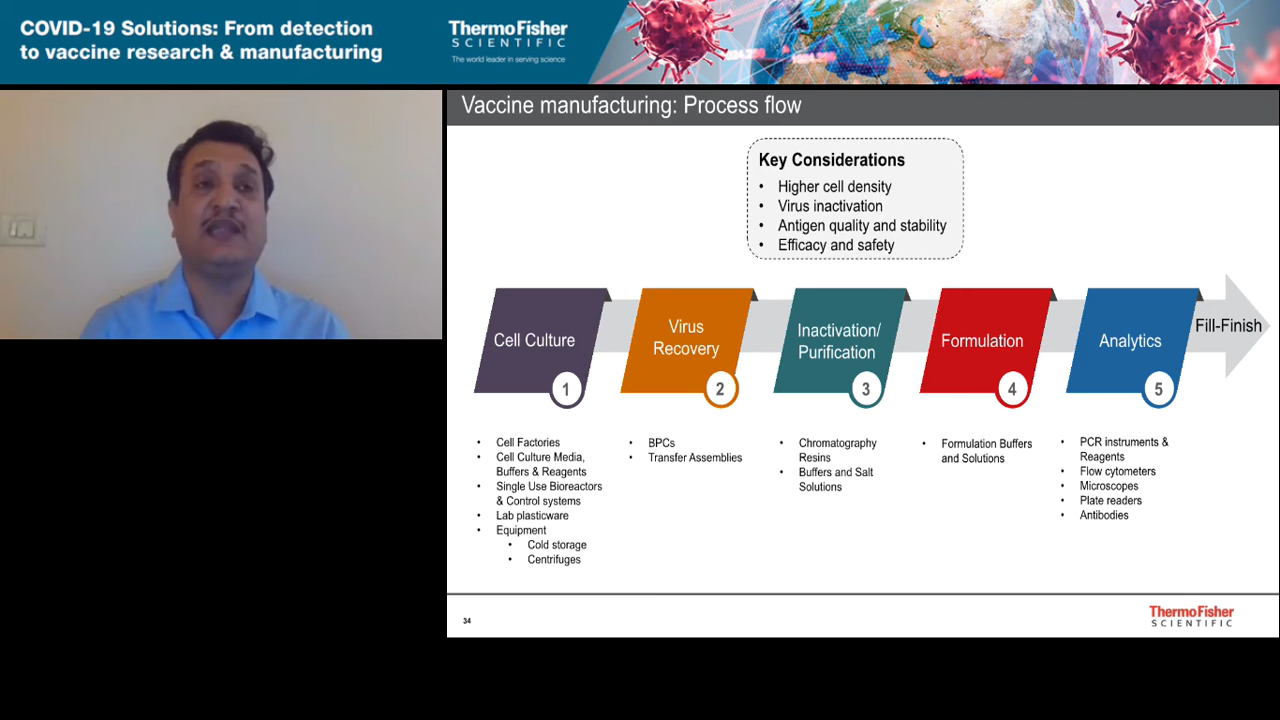 COVID-19 Solutions: From detection
to vaccine research & manufacturing
ThermoFisher
SCIENTIFIC
The world leader in serving science
Vaccine manufacturing: Process flow
Key Considerations
• Higher cell density
• Virus inactivation
• Antigen quality and stability
• Efficacy and safety
Cell Culture
1
Virus
Recovery
2
Inactivation/
Purification
3
Formulation
4
Analytics
5
Fill-Finish
• Cell Factories
• Cell Culture Media,
Buffers & Reagents
• Single Use Bioreactors
& Control systems
• Lab plasticware
• Equipment
• Cold storage
• Centrifuges
• BPCs
• Transfer Assemblies
• Chromatography
Resins
• Buffers and Salt
Solutions
• Formulation Buffers
and Solutions
• PCR instruments &
Reagents
• Flow cytometers
• Microscopes
• Plate readers
• Antibodies
34
ThermoFisher
SCIENTIFIC